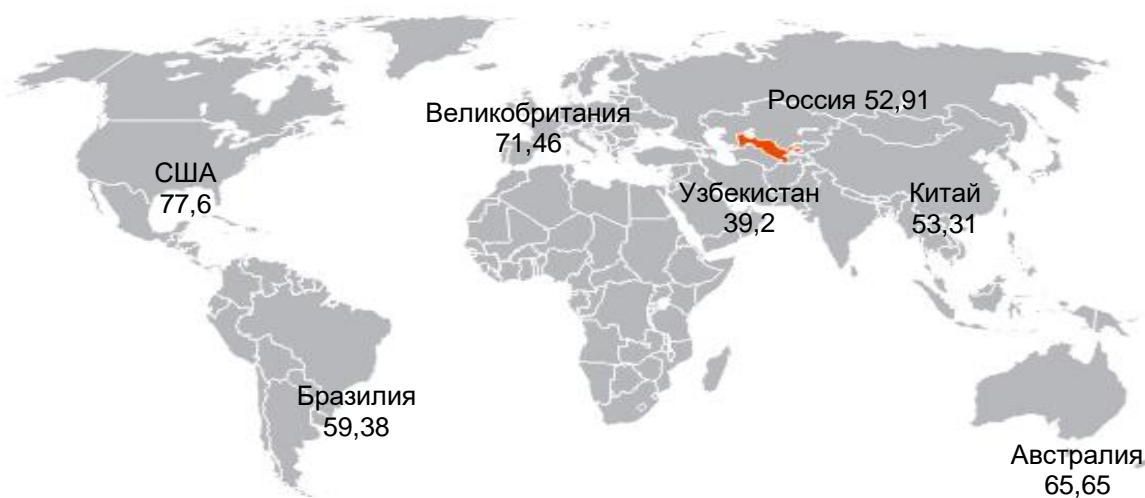 Великобритания
71,46
Россия 52,91
США
77,6
Узбекистан
39,2
Китай
53,31
Бразилия
59,38
Австралия
65,65